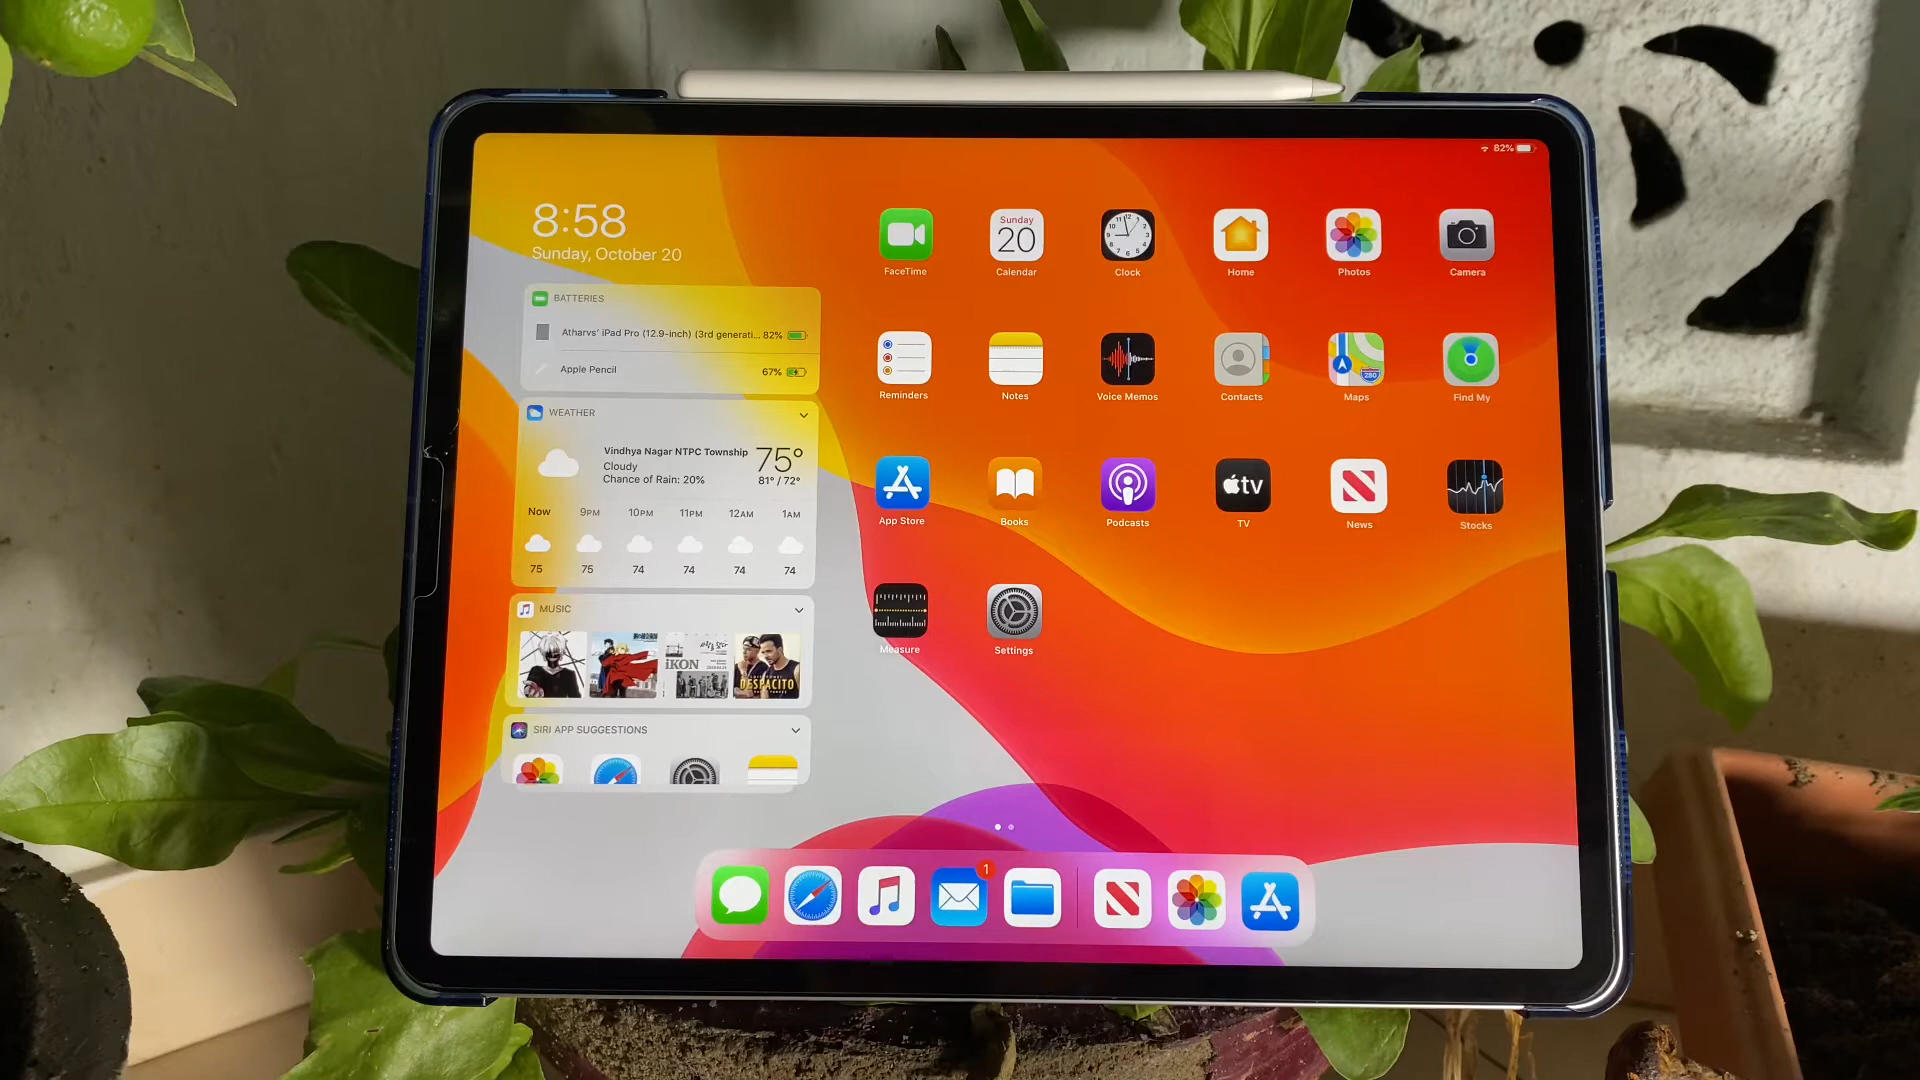 82%
8:58
Sunday, October 20
BATTERIES
Atharvs' iPad Pro (12.9-inch) (3rd generati... 82%
Apple Pencil 67%
WEATHER
Vindhya Nagar NTPC Township 75°
Cloudy
Chance of Rain: 20% 81° / 72°
Now 9PM 10PM 11PM 12AM 1AM
75 75 74 74 74 74
MUSIC
iKON
DESPACITO
SIRI APP SUGGESTIONS
Sunday
20
FaceTime Calendar Clock Home Photos Camera
280
Reminders Notes Voice Memos Contacts Maps Find My
tv
App Store Books Podcasts TV News Stocks
Measure Settings
1